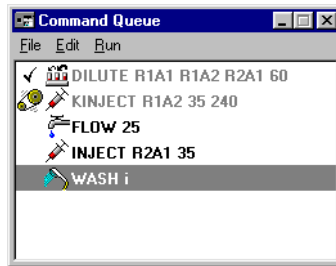 Command Queue
File Edit Run
DILUTE R1A1 R1A2 R2A1 60
KINJECT R1A2 35 240
FLOW 25
INJECT R2A1 35
WASH i